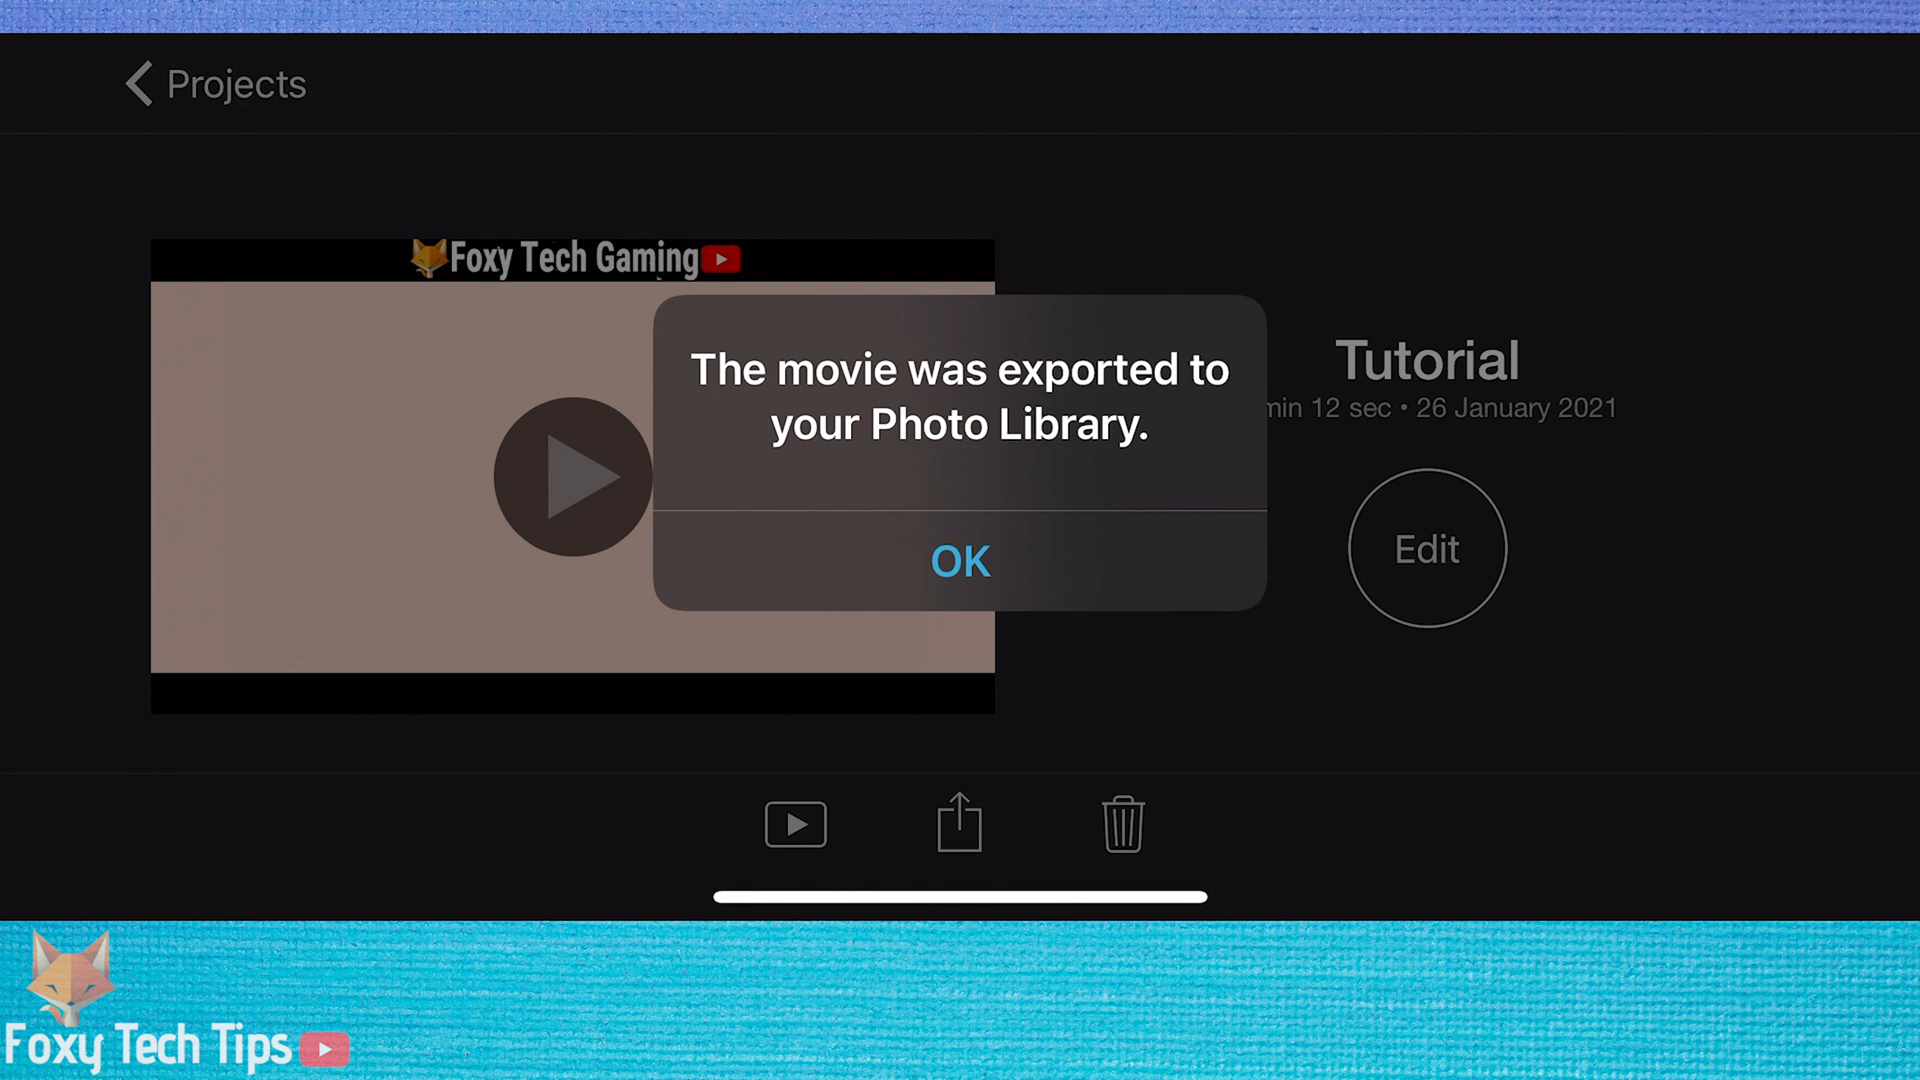 Projects
Foxy Tech Gaming
The movie was exported to
your Photo Library.
OK
Tutorial
min 12 sec • 26 January 2021
Edit
Foxy Tech Tips